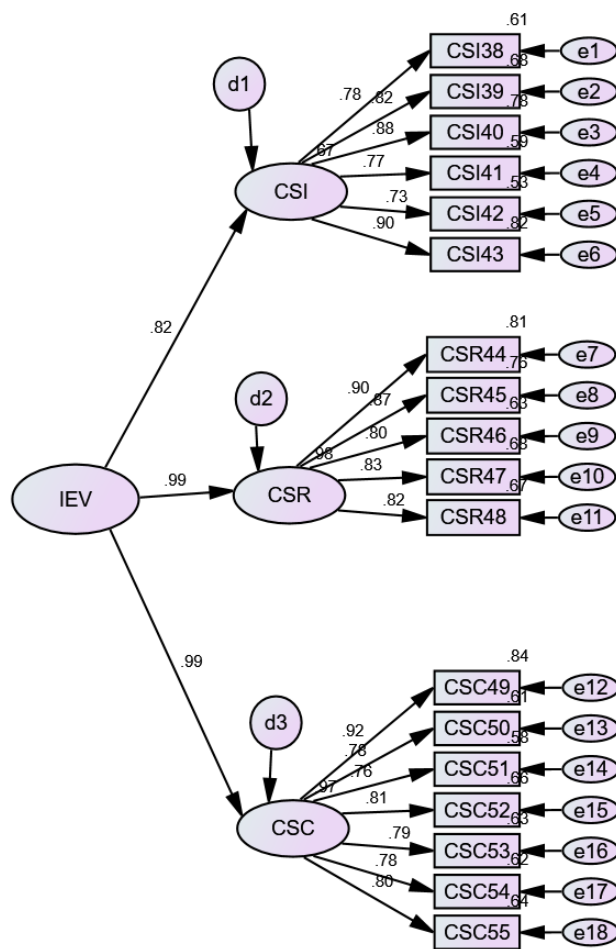 .61
CSI38
e1
d1
.78
.68
CSI39
e2
.82
.78
CSI40
e3
.88
.59
CSI41
e4
.67
.77
CSI
.53
CSI42
e5
.73
.82
CSI43
e6
.90
.82
.81
CSR44
e7
d2
.90
.76
CSR45
e8
.87
.63
CSR46
e9
.80
.68
CSR47
e10
.98
.83
IEV
.99
CSR
.67
CSR48
e11
.82
.99
.84
CSC49
e12
d3
.92
.61
CSC50
e13
.78
.58
CSC51
e14
.76
.66
CSC52
e15
.97
.81
CSC
.63
CSC53
e16
.79
.62
CSC54
e17
.78
.64
CSC55
e18
.80